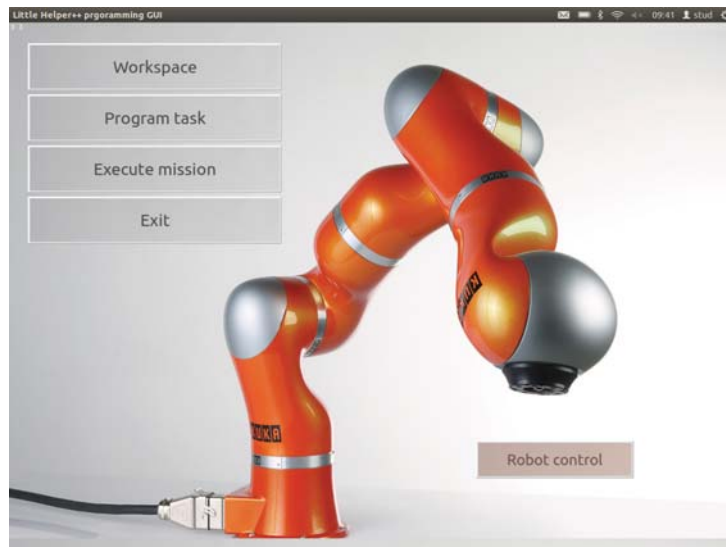 Little Helper++ prgoramming GUI
09:41 stud
Workspace
Program task
Execute mission
Exit
KUKA
Robot control